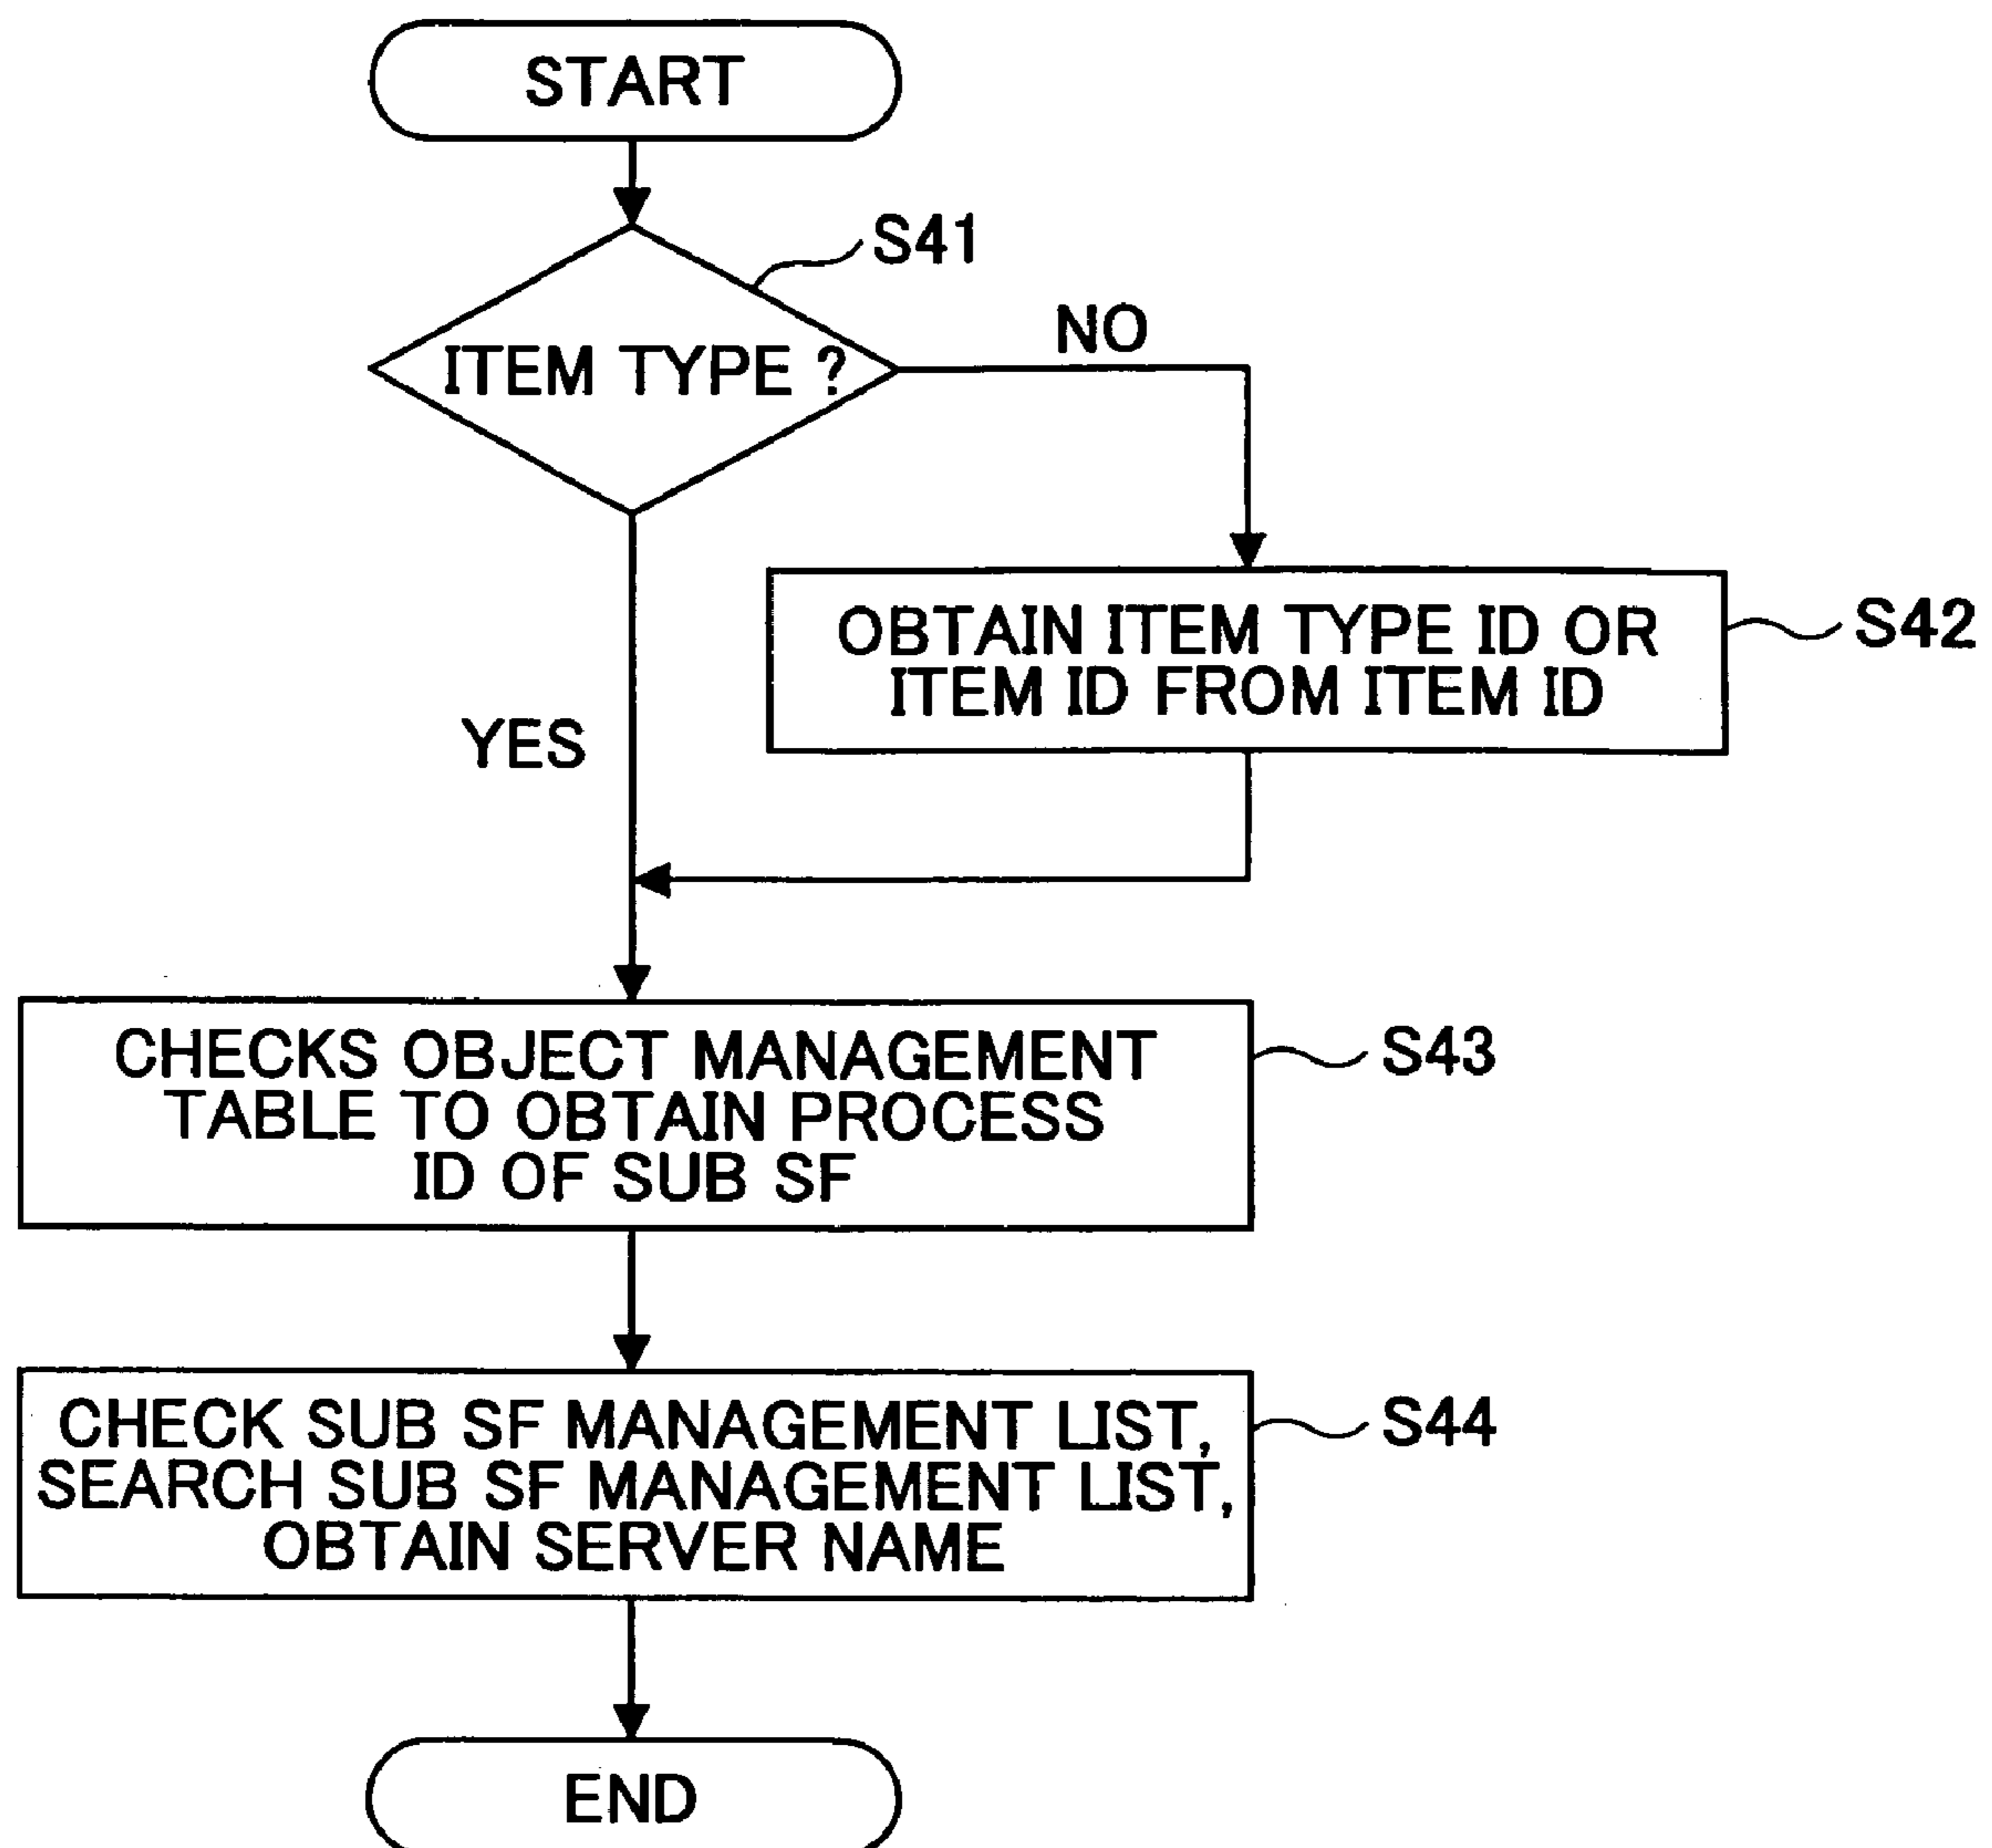 START
S41
ITEM TYPE ?
NO
OBTAIN ITEM TYPE ID OR
ITEM ID FROM ITEM ID
S42
YES
CHECKS OBJECT MANAGEMENT
TABLE TO OBTAIN PROCESS
ID OF SUB SF
S43
CHECK SUB SF MANAGEMENT LIST,
SEARCH SUB SF MANAGEMENT LIST,
OBTAIN SERVER NAME
S44
END